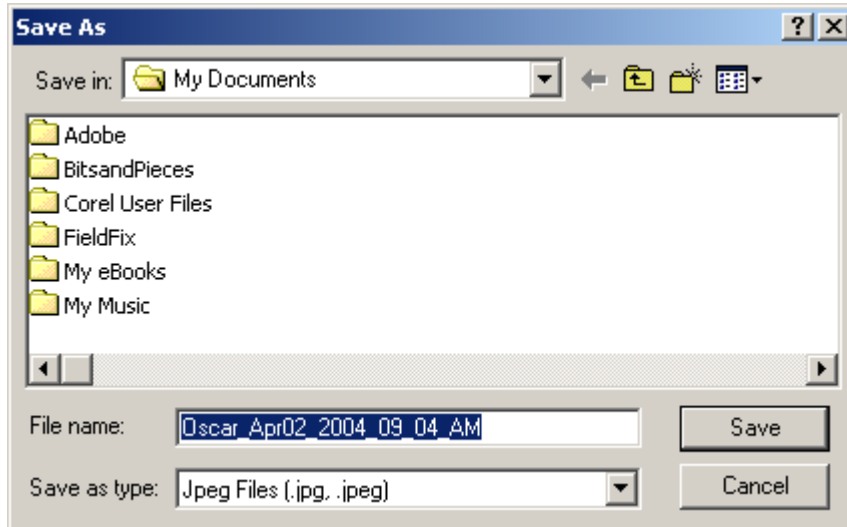 Save As
Save in: My Documents
Adobe
BitsandPieces
Corel User Files
FieldFix
My eBooks
My Music
File name: Oscar_Apr02_2004_09_04_AM Save
Save as type: Jpeg Files (.jpg, .jpeg) Cancel